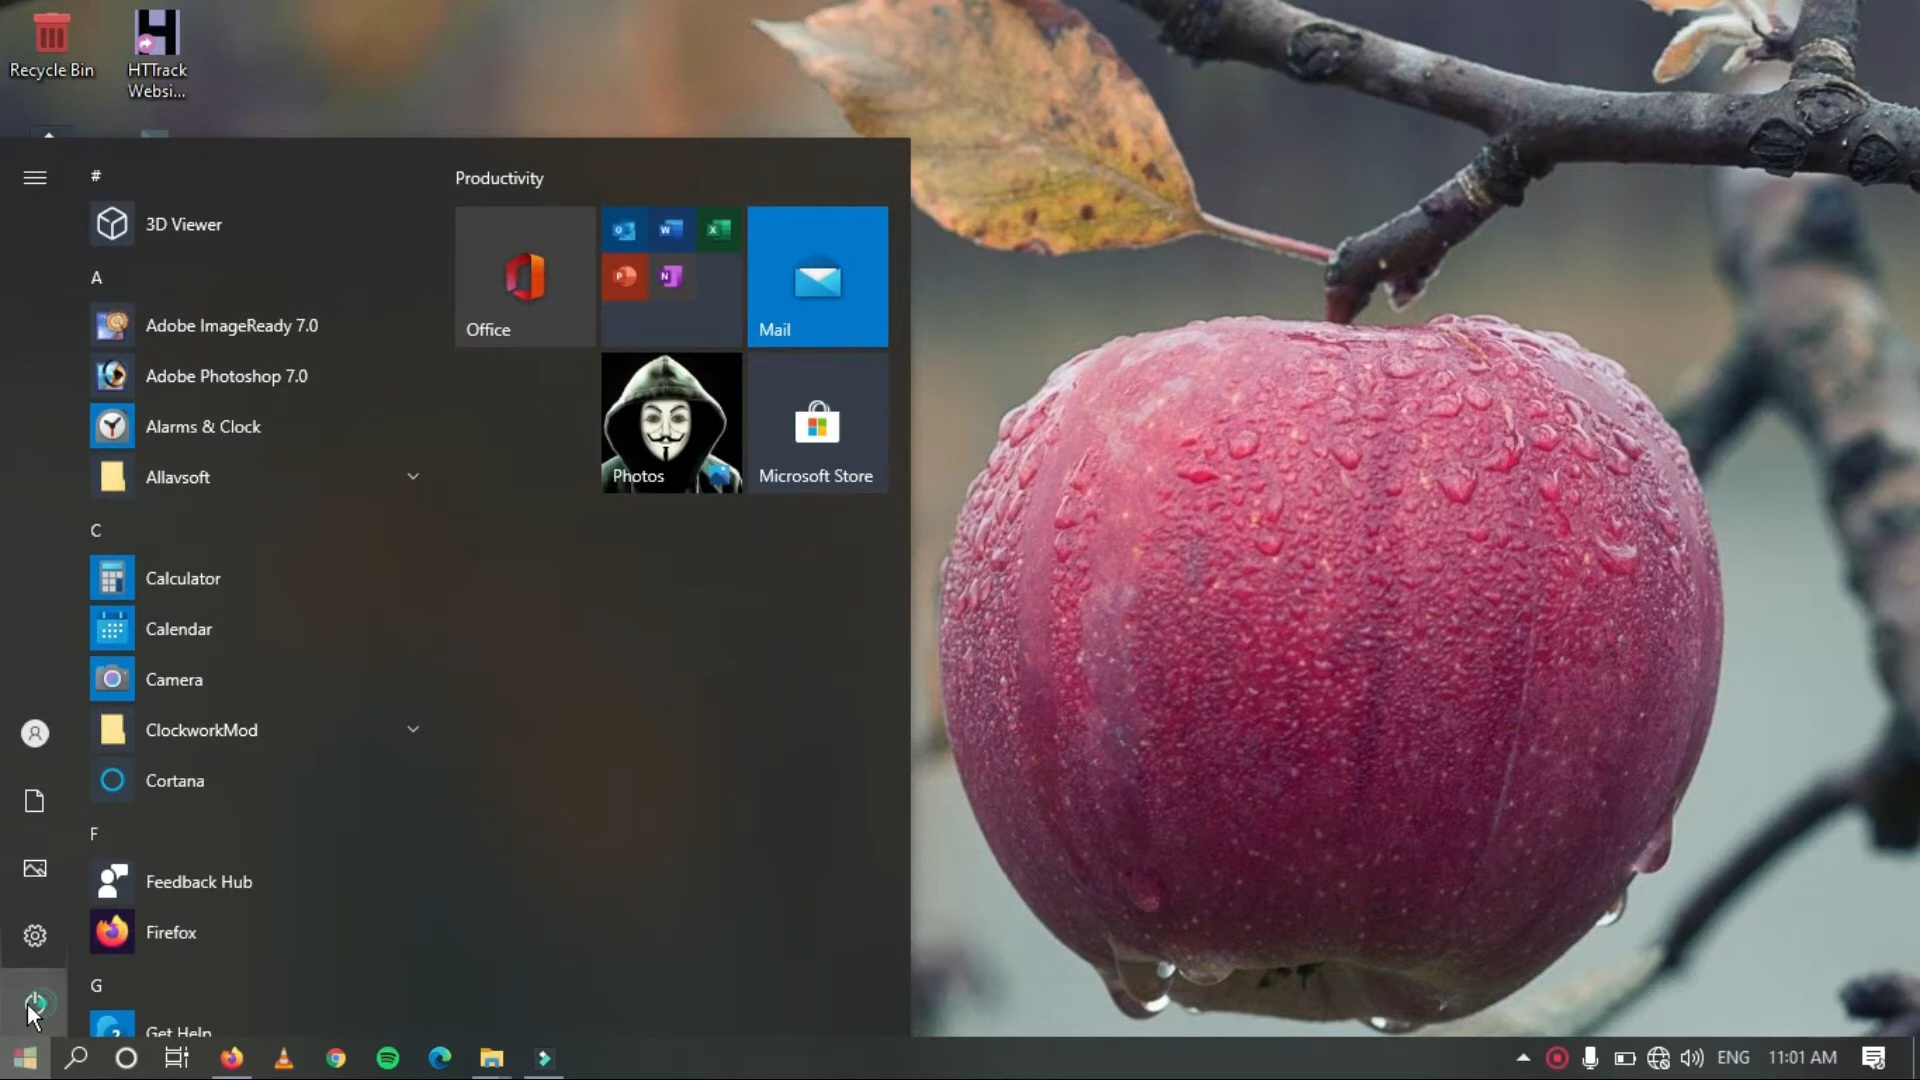 Recycle Bin
HTTrack
Websi...
#
3D Viewer
A
Adobe ImageReady 7.0
Adobe Photoshop 7.0
Alarms & Clock
Allavsoft
C
Calculator
Calendar
Camera
ClockworkMod
Cortana
F
Feedback Hub
Firefox
G
Get Help
Productivity
Office
Mail
Photos
Microsoft Store
ENG
11:01 AM